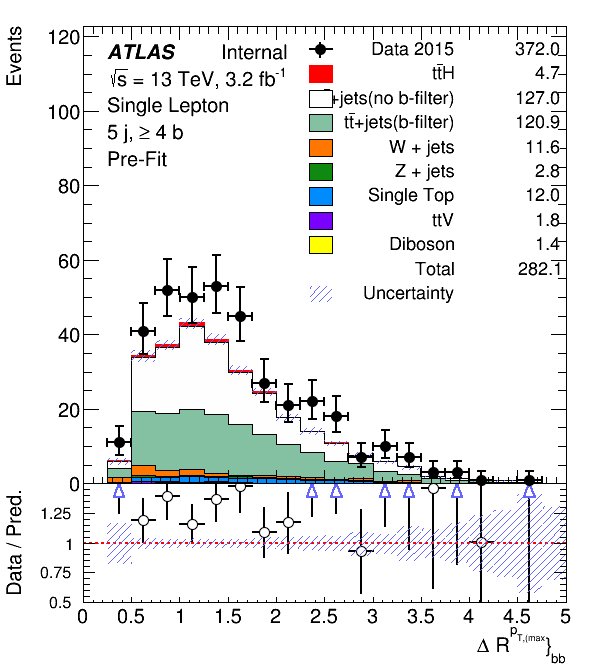 Events
120
100
80
60
40
20
0
ATLAS Internal
√s = 13 TeV, 3.2 fb-1
Single Lepton
5 j, ≥ 4 b
Pre-Fit
Data 2015 372.0
tt̄H 4.7
+jets(no b-filter) 127.0
tt̄+jets(b-filter) 120.9
W + jets 11.6
Z + jets 2.8
Single Top 12.0
ttV 1.8
Diboson 1.4
Total 282.1
Uncertainty
Data / Pred.
1.25
1
0.75
0.5
0 0.5 1 1.5 2 2.5 3 3.5 4 4.5 5
Δ R pT,(max }bb